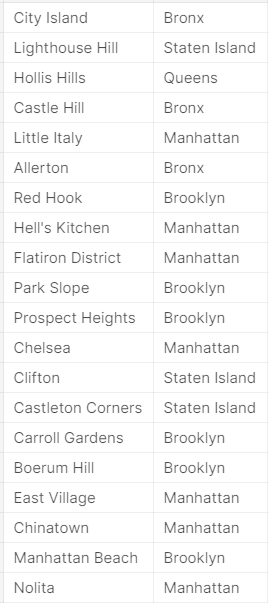 City Island Bronx
Lighthouse Hill Staten Island
Hollis Hills Queens
Castle Hill Bronx
Little Italy Manhattan
Allerton Bronx
Red Hook Brooklyn
Hell's Kitchen Manhattan
Flatiron District Manhattan
Park Slope Brooklyn
Prospect Heights Brooklyn
Chelsea Manhattan
Clifton Staten Island
Castleton Corners Staten Island
Carroll Gardens Brooklyn
Boerum Hill Brooklyn
East Village Manhattan
Chinatown Manhattan
Manhattan Beach Brooklyn
Nolita Manhattan